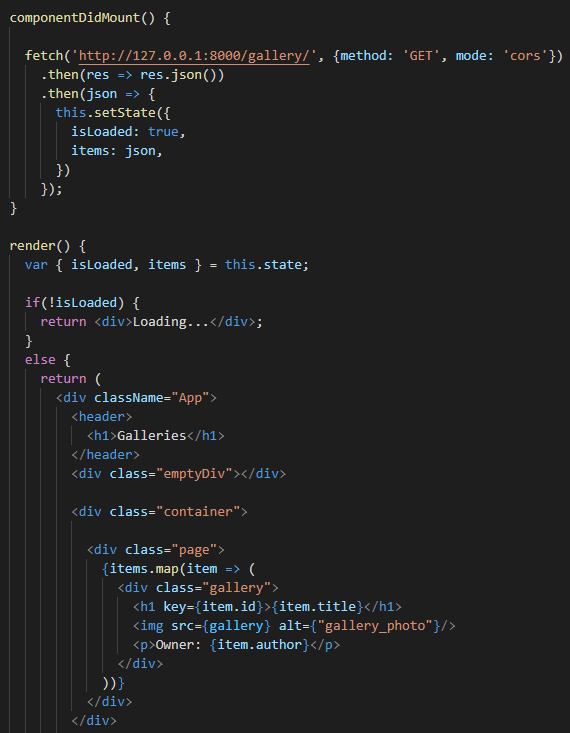 componentDidMount() {
fetch('http://127.0.0.1:8000/gallery/', {method: 'GET', mode: 'cors'})
.then(res => res.json())
.then(json => {
this.setState({
isLoaded: true,
items: json,
})
});
}
render() {
var { isLoaded, items } = this.state;
if(!isLoaded) {
return <div>Loading...</div>;
}
else {
return (
<div className="App">
<header>
<h1>Galleries</h1>
</header>
<div class="emptyDiv"></div>
<div class="container">
<div class="page">
{items.map(item => (
<div class="gallery">
<h1 key={item.id}>{item.title}</h1>
<img src={gallery} alt={"gallery_photo"}/>
<p>Owner: {item.author}</p>
</div>
))}
</div>
</div>